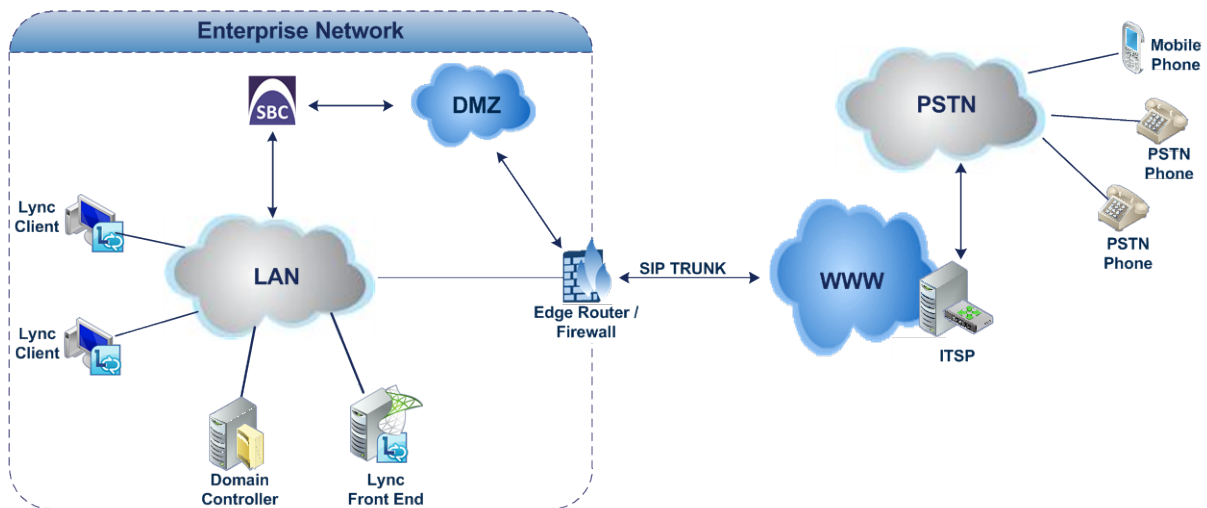 Enterprise Network
SBC
DMZ
PSTN
Mobile
Phone
PSTN
Phone
PSTN
Phone
Lync
Client
LAN
Lync
Client
Edge Router /
Firewall
SIP TRUNK
WWW
ITSP
Domain
Controller
Lync
Front End